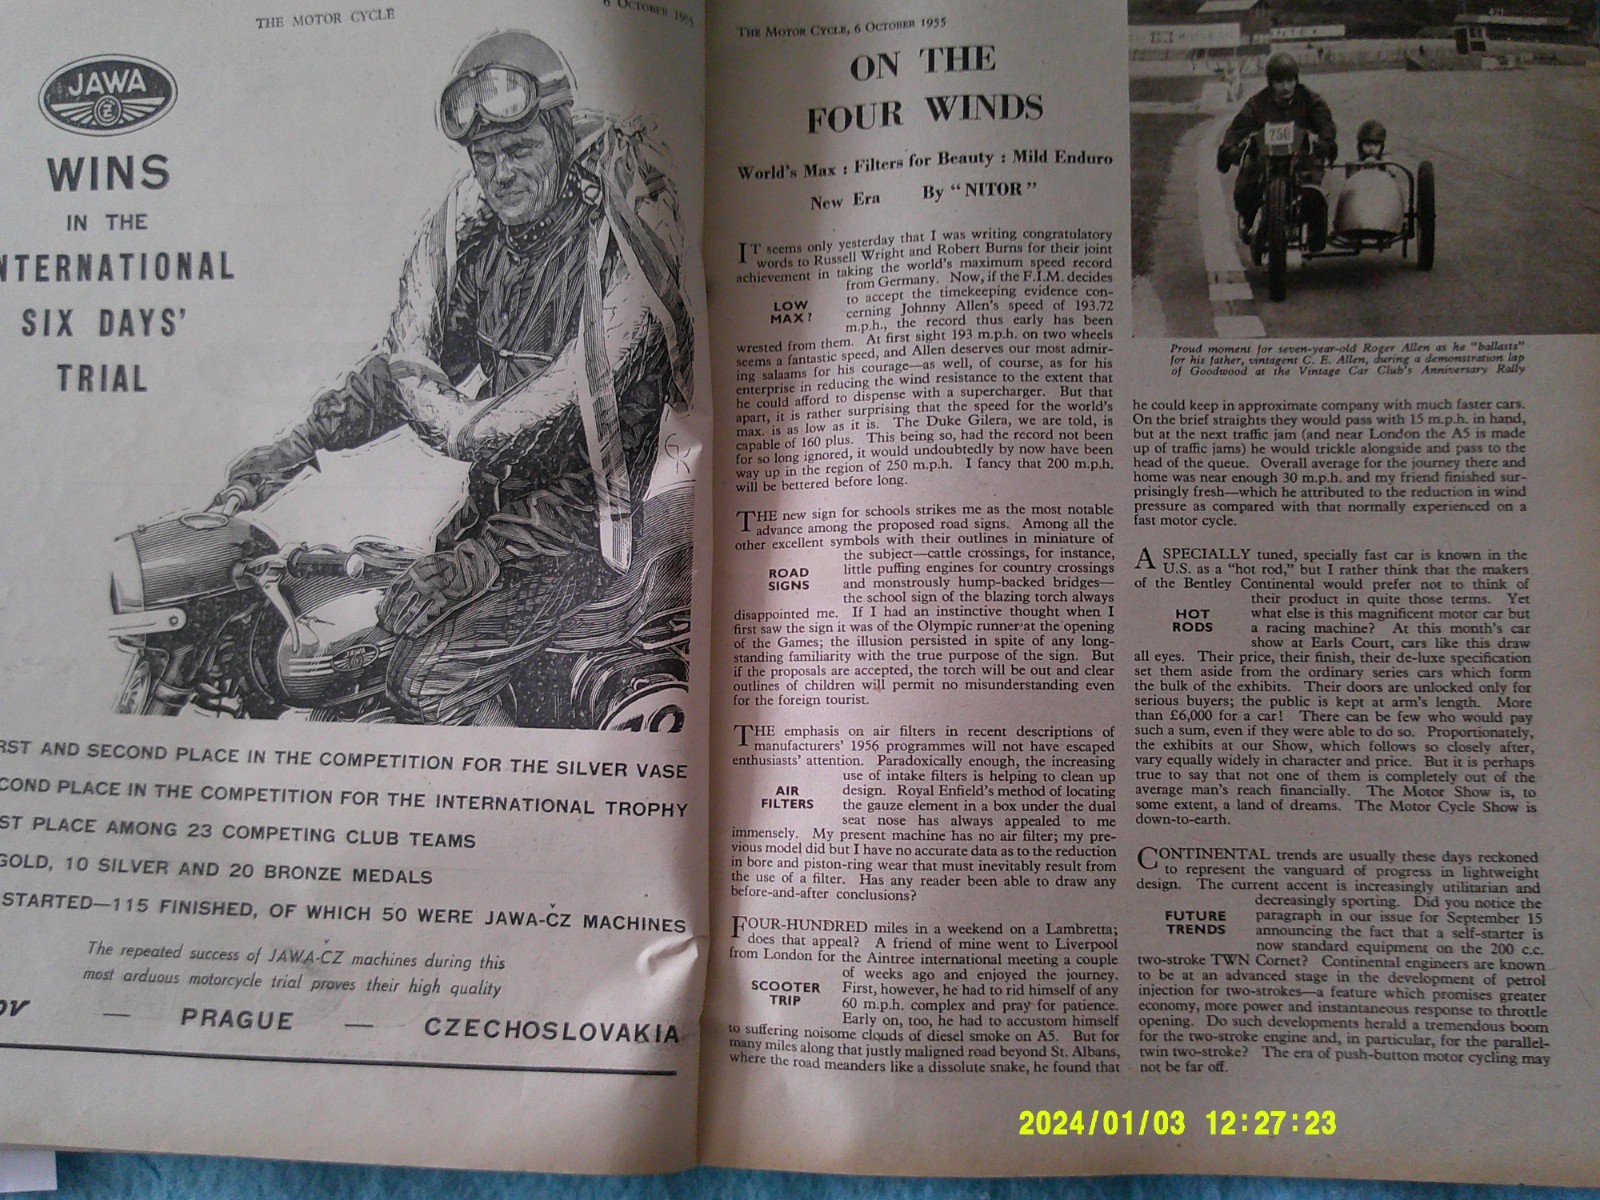 THE MOTOR CYCLE
6 OCTOBER 1955
JAWA
CZ
WINS
IN THE
INTERNATIONAL
SIX DAYS'
TRIAL
JAWA
RST AND SECOND PLACE IN THE COMPETITION FOR THE SILVER VASE
COND PLACE IN THE COMPETITION FOR THE INTERNATIONAL TROPHY
ST PLACE AMONG 23 COMPETING CLUB TEAMS
GOLD, 10 SILVER AND 20 BRONZE MEDALS
STARTED—115 FINISHED, OF WHICH 50 WERE JAWA-ČZ MACHINES
The repeated success of JAWA-ČZ machines during this
most arduous motorcycle trial proves their high quality
OV — PRAGUE — CZECHOSLOVAKIA
THE MOTOR CYCLE, 6 OCTOBER 1955
ON THE
FOUR WINDS
World's Max : Filters for Beauty : Mild Enduro
New Era By "NITOR"
IT seems only yesterday that I was writing congratulatory
words to Russell Wright and Robert Burns for their joint
achievement in taking the world's maximum speed record
from Germany. Now, if the F.I.M. decides
LOW
MAX?
to accept the timekeeping evidence con-
cerning Johnny Allen's speed of 193.72
m.p.h., the record thus early has been
wrested from them. At first sight 193 m.p.h. on two wheels
seems a fantastic speed, and Allen deserves our most admir-
ing salaams for his courage—as well, of course, as for his
enterprise in reducing the wind resistance to the extent that
he could afford to dispense with a supercharger. But that
apart, it is rather surprising that the speed for the world's
max. is as low as it is. The Duke Gilera, we are told, is
capable of 160 plus. This being so, had the record not been
for so long ignored, it would undoubtedly by now have been
way up in the region of 250 m.p.h. I fancy that 200 m.p.h.
will be bettered before long.
THE new sign for schools strikes me as the most notable
advance among the proposed road signs. Among all the
other excellent symbols with their outlines in miniature of
the subject—cattle crossings, for instance,
ROAD
SIGNS
little puffing engines for country crossings
and monstrously hump-backed bridges—
the school sign of the blazing torch always
disappointed me. If I had an instinctive thought when I
first saw the sign it was of the Olympic runner at the opening
of the Games; the illusion persisted in spite of any long-
standing familiarity with the true purpose of the sign. But
if the proposals are accepted, the torch will be out and clear
outlines of children will permit no misunderstanding even
for the foreign tourist.
THE emphasis on air filters in recent descriptions of
manufacturers' 1956 programmes will not have escaped
enthusiasts' attention. Paradoxically enough, the increasing
use of intake filters is helping to clean up
AIR
FILTERS
design. Royal Enfield's method of locating
the gauze element in a box under the dual
seat nose has always appealed to me
immensely. My present machine has no air filter; my pre-
vious model did but I have no accurate data as to the reduction
in bore and piston-ring wear that must inevitably result from
the use of a filter. Has any reader been able to draw any
before-and-after conclusions?
FOUR-HUNDRED miles in a weekend on a Lambretta;
does that appeal? A friend of mine went to Liverpool
from London for the Aintree international meeting a couple
of weeks ago and enjoyed the journey.
SCOOTER
TRIP
First, however, he had to rid himself of any
60 m.p.h. complex and pray for patience.
Early on, too, he had to accustom himself
to suffering noisome clouds of diesel smoke on A5. But for
many miles along that justly maligned road beyond St. Albans,
where the road meanders like a dissolute snake, he found that
250
Proud moment for seven-year-old Roger Allen as he "ballasts"
for his father, vintagent C. E. Allen, during a demonstration lap
of Goodwood at the Vintage Car Club's Anniversary Rally
he could keep in approximate company with much faster cars.
On the brief straights they would pass with 15 m.p.h. in hand,
but at the next traffic jam (and near London the A5 is made
up of traffic jams) he would trickle alongside and pass to the
head of the queue. Overall average for the journey there and
home was near enough 30 m.p.h. and my friend finished sur-
prisingly fresh—which he attributed to the reduction in wind
pressure as compared with that normally experienced on a
fast motor cycle.
A SPECIALLY tuned, specially fast car is known in the
U.S. as a "hot rod," but I rather think that the makers
of the Bentley Continental would prefer not to think of
their product in quite those terms. Yet
HOT
RODS
what else is this magnificent motor car but
a racing machine? At this month's car
show at Earls Court, cars like this draw
all eyes. Their price, their finish, their de-luxe specification
set them aside from the ordinary series cars which form
the bulk of the exhibits. Their doors are unlocked only for
serious buyers; the public is kept at arm's length. More
than £6,000 for a car! There can be few who would pay
such a sum, even if they were able to do so. Proportionately,
the exhibits at our Show, which follows so closely after,
vary equally widely in character and price. But it is perhaps
true to say that not one of them is completely out of the
average man's reach financially. The Motor Show is, to
some extent, a land of dreams. The Motor Cycle Show is
down-to-earth.
CONTINENTAL trends are usually these days reckoned
to represent the vanguard of progress in lightweight
design. The current accent is increasingly utilitarian and
decreasingly sporting. Did you notice the
FUTURE
TRENDS
paragraph in our issue for September 15
announcing the fact that a self-starter is
now standard equipment on the 200 c.c.
two-stroke TWN Cornet? Continental engineers are known
to be at an advanced stage in the development of petrol
injection for two-strokes—a feature which promises greater
economy, more power and instantaneous response to throttle
opening. Do such developments herald a tremendous boom
for the two-stroke engine and, in particular, for the parallel-
twin two-stroke? The era of push-button motor cycling may
not be far off.
2024/01/03 12:27:23